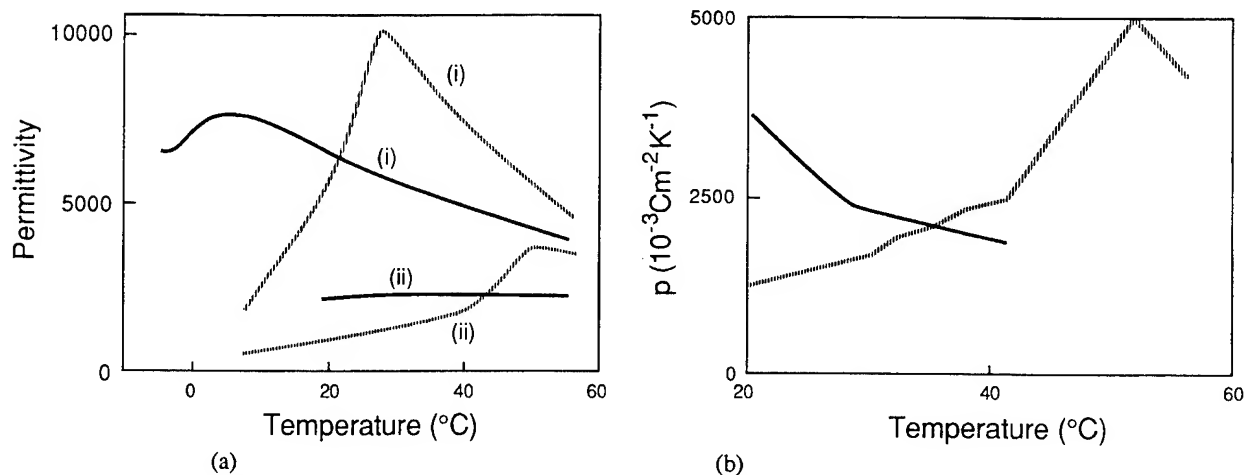 10000
5000
0
Permittivity
(i)
(i)
(ii)
(ii)
0
20
40
60
Temperature (°C)
(a)
5000
2500
0
p (10⁻³Cm⁻²K⁻¹)
20
40
60
Temperature (°C)
(b)